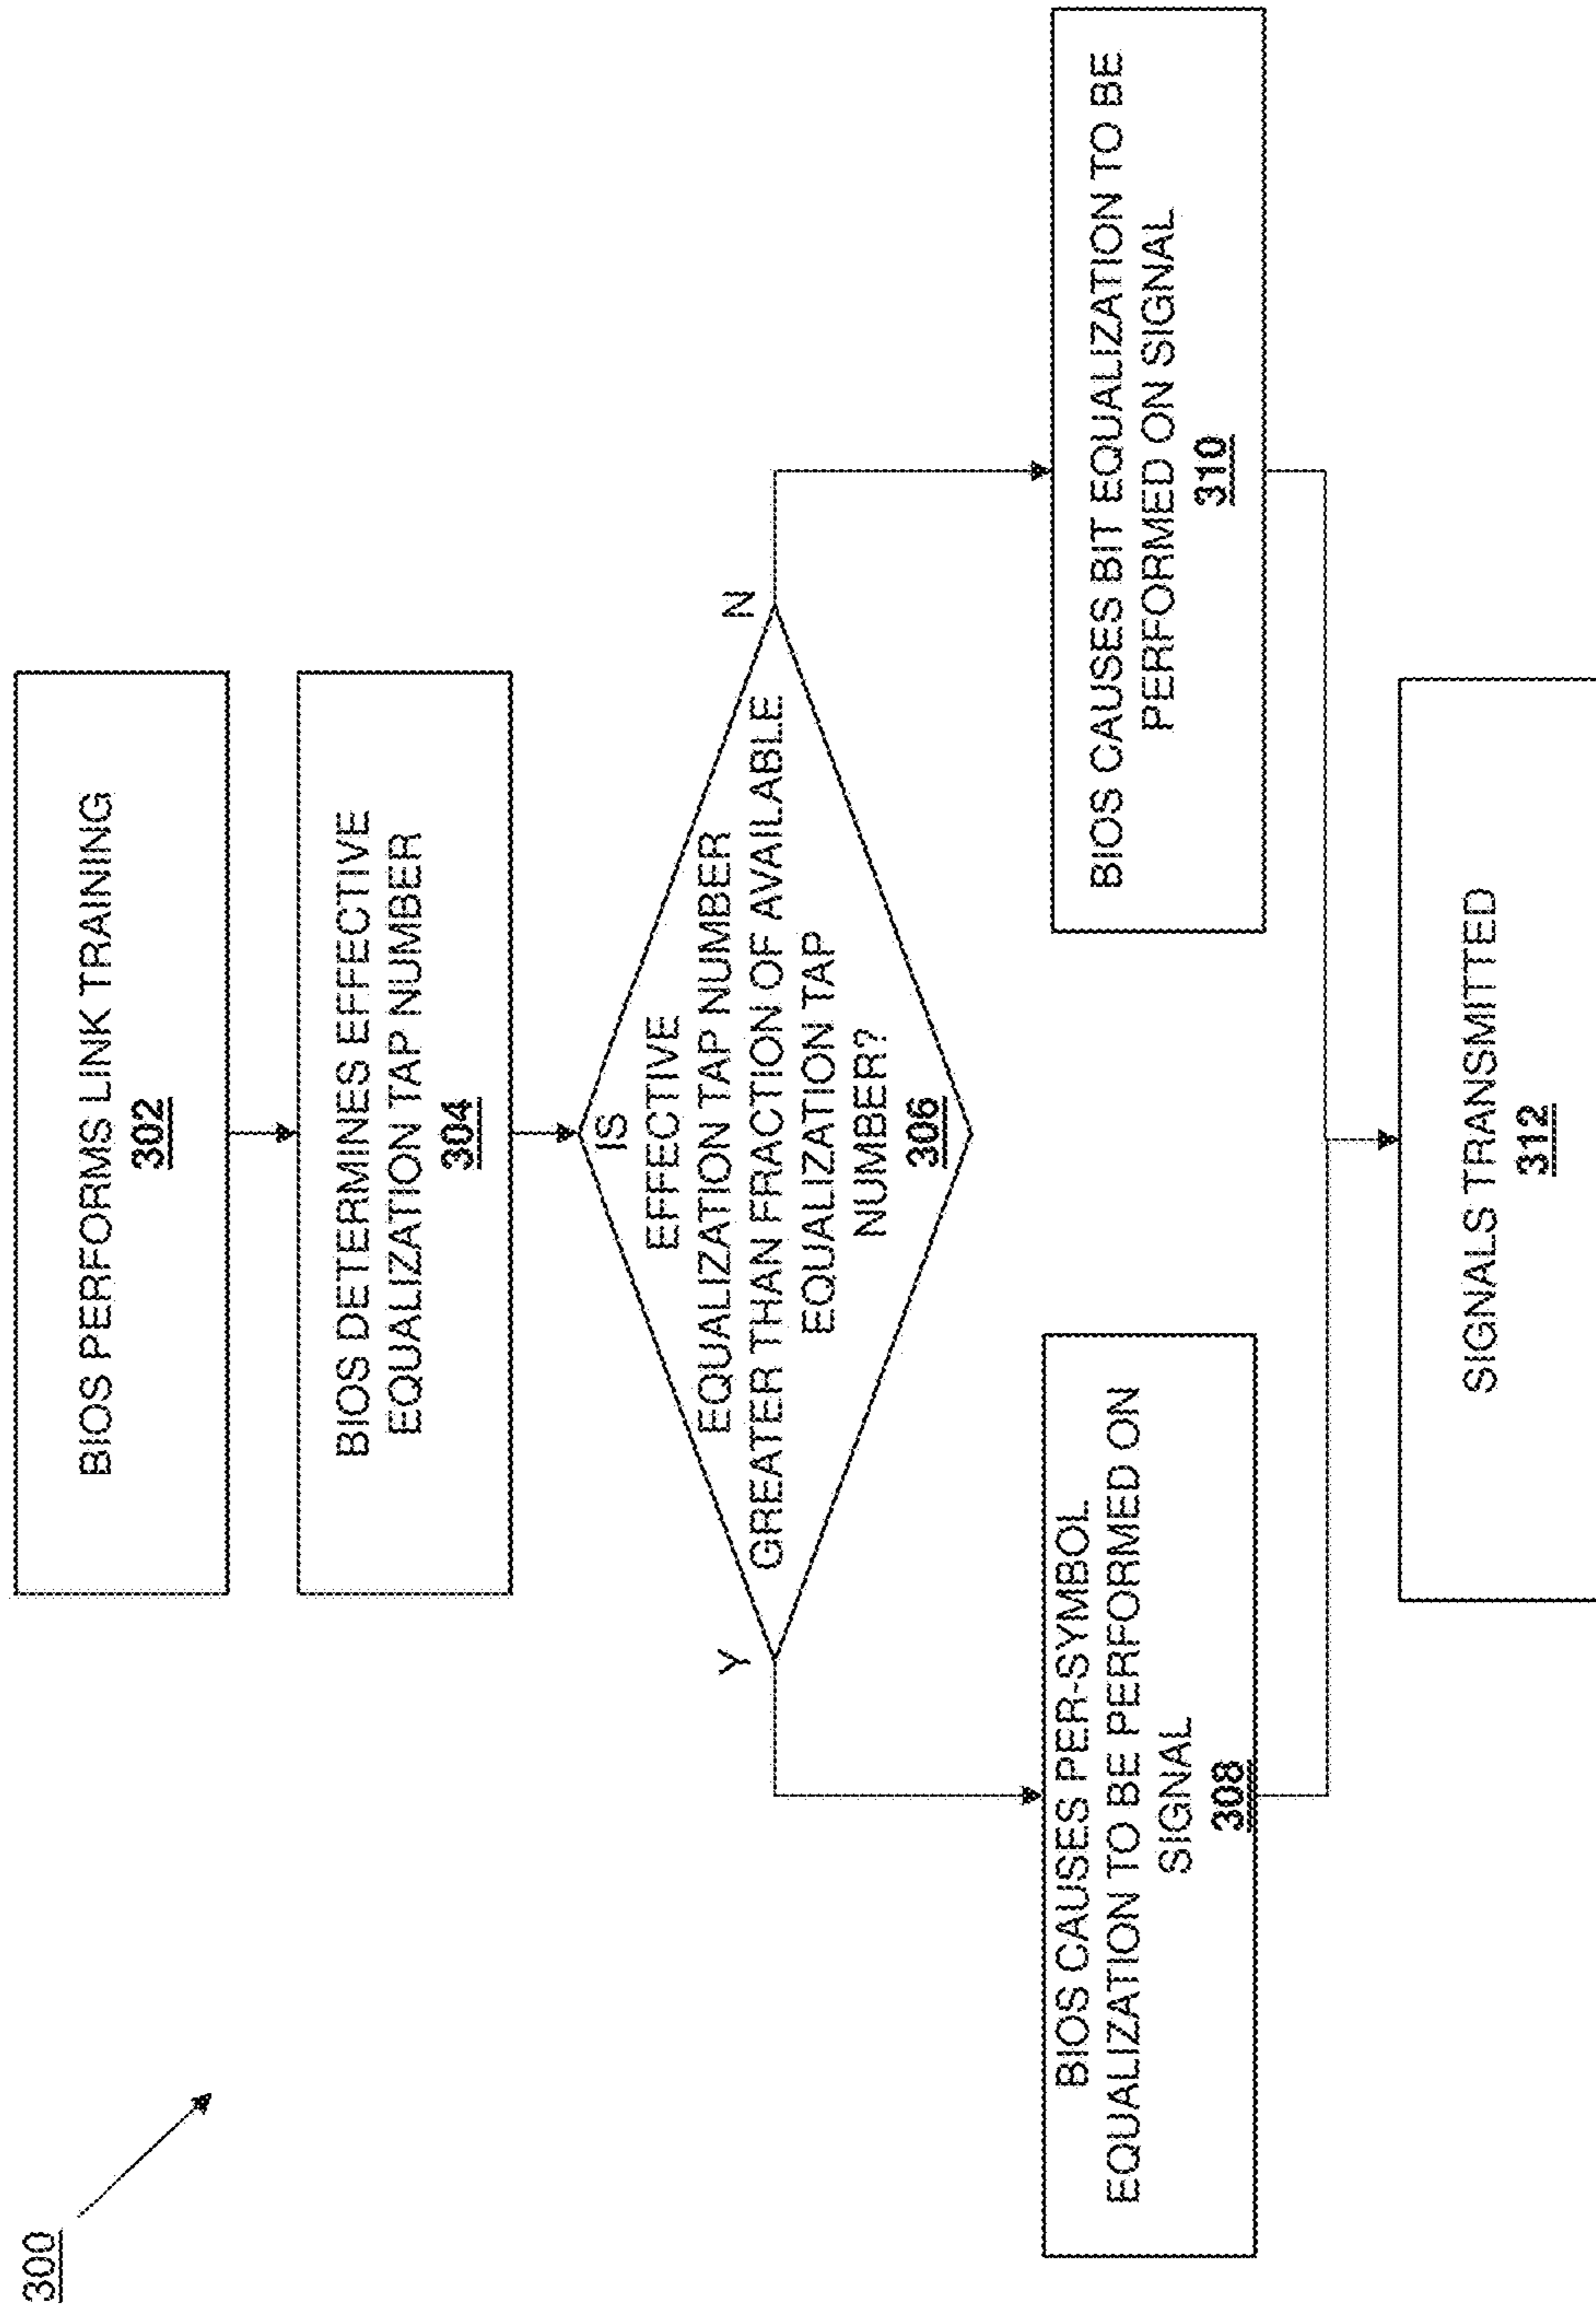 300
BIOS PERFORMS LINK TRAINING
302
BIOS DETERMINES EFFECTIVE
EQUALIZATION TAP NUMBER
304
IS
EFFECTIVE
EQUALIZATION TAP NUMBER
GREATER THAN FRACTION OF AVAILABLE
EQUALIZATION TAP
NUMBER?
306
Y
N
BIOS CAUSES PER-SYMBOL
EQUALIZATION TO BE PERFORMED ON
SIGNAL
308
BIOS CAUSES BIT EQUALIZATION TO BE
PERFORMED ON SIGNAL
310
SIGNALS TRANSMITTED
312